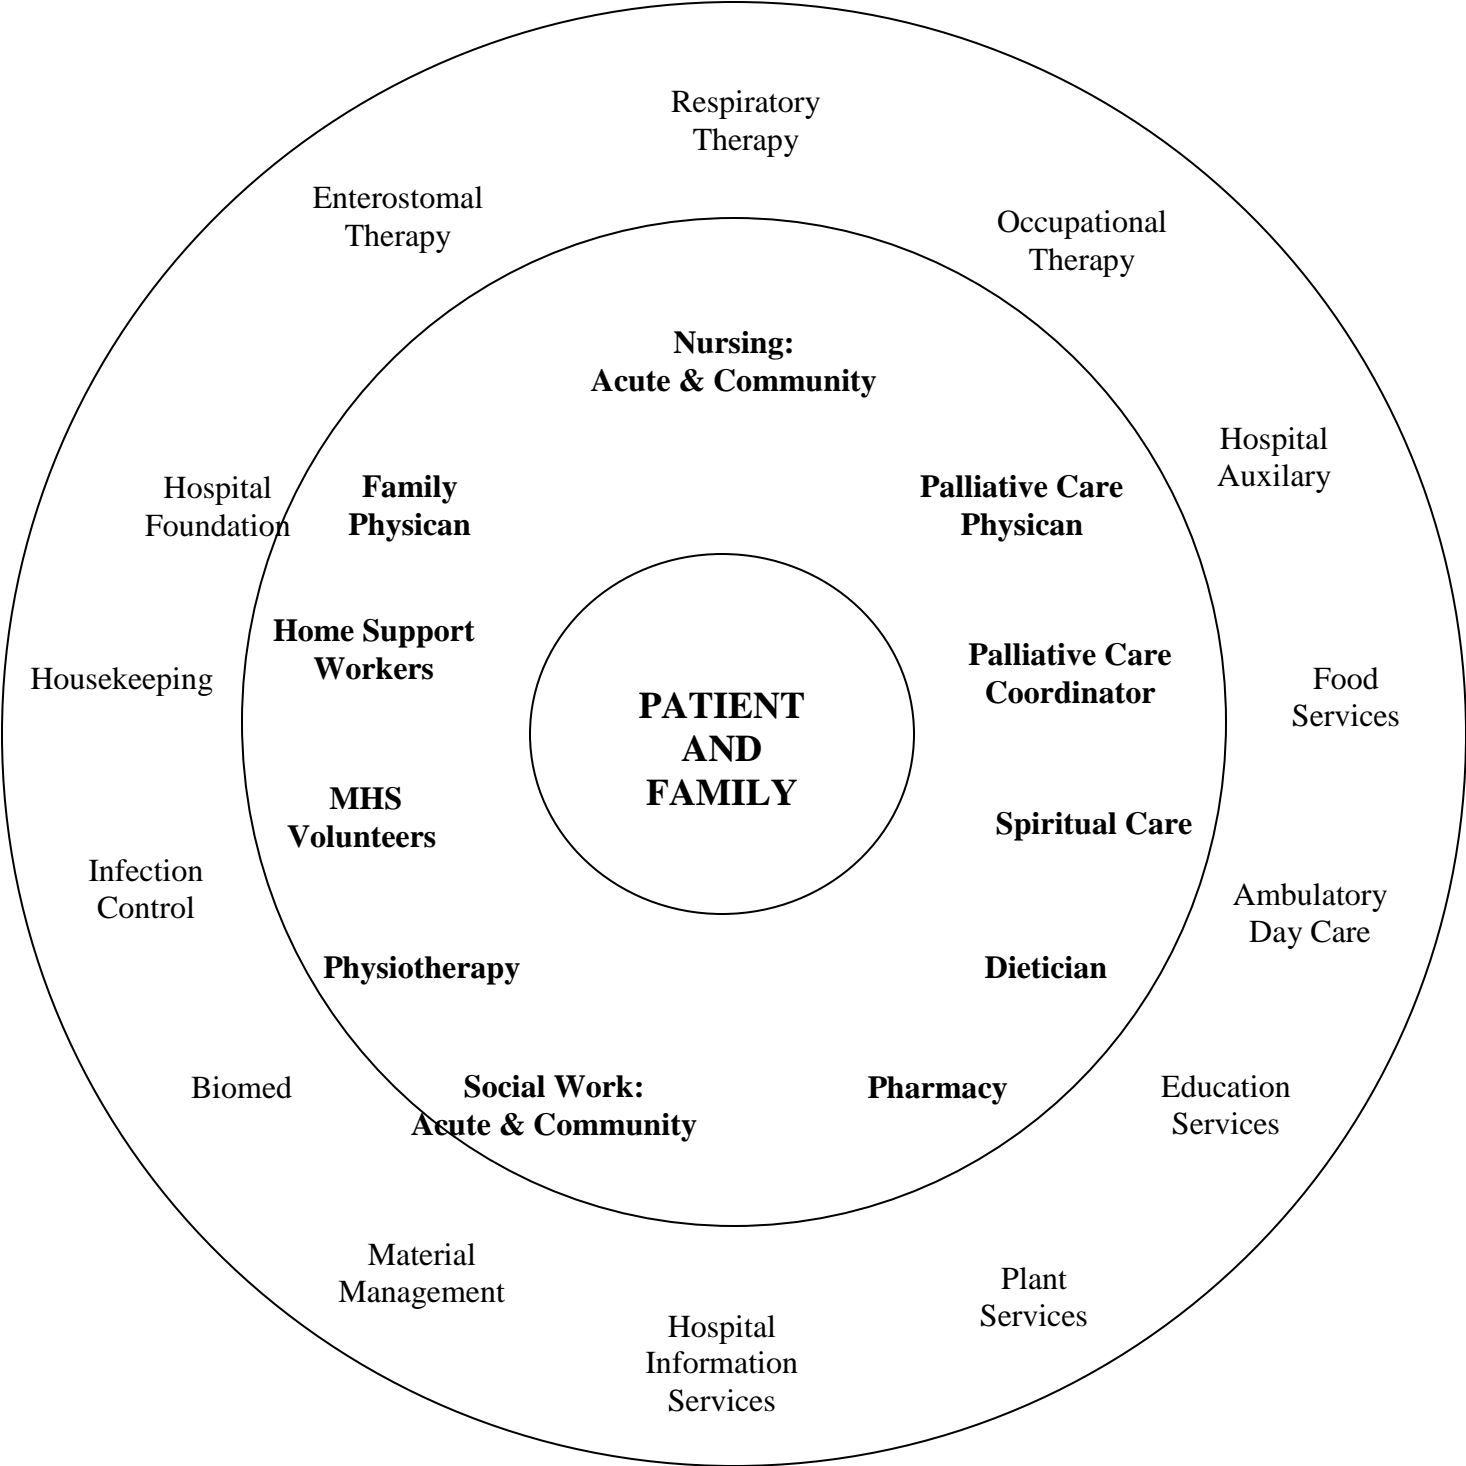 Respiratory
Therapy
Enterostomal
Therapy
Occupational
Therapy
Nursing:
Acute & Community
Hospital
Auxilary
Hospital
Foundation
Family
Physican
Palliative Care
Physican
Home Support
Workers
Palliative Care
Coordinator
Housekeeping
PATIENT
AND
FAMILY
Food
Services
MHS
Volunteers
Spiritual Care
Infection
Control
Ambulatory
Day Care
Physiotherapy
Dietician
Biomed
Social Work:
Acute & Community
Pharmacy
Education
Services
Material
Management
Plant
Services
Hospital
Information
Services